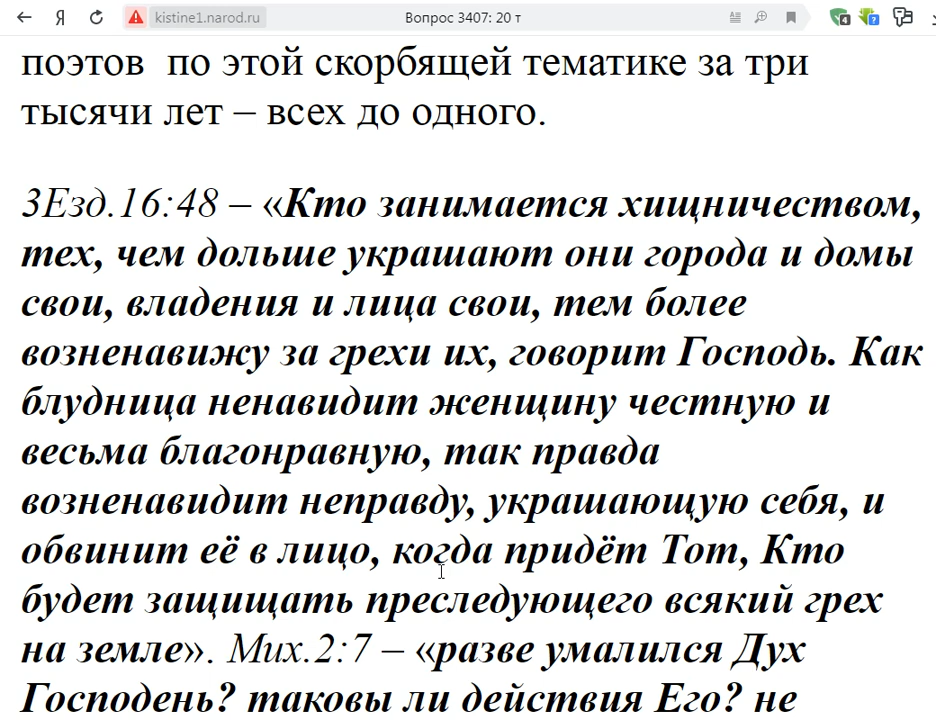 kistine1.narod.ru
Вопрос 3407: 20 т
4
?
поэтов по этой скорбящей тематике за три
тысячи лет – всех до одного.
3Езд.16:48 – «Кто занимается хищничеством,
тех, чем дольше украшают они города и домы
свои, владения и лица свои, тем более
возненавижу за грехи их, говорит Господь. Как
блудница ненавидит женщину честную и
весьма благонравную, так правда
возненавидит неправду, украшающую себя, и
обвинит её в лицо, когда придёт Тот, Кто
будет защищать преследующего всякий грех
на земле». Мих.2:7 – «разве умалился Дух
Господень? таковы ли действия Его? не